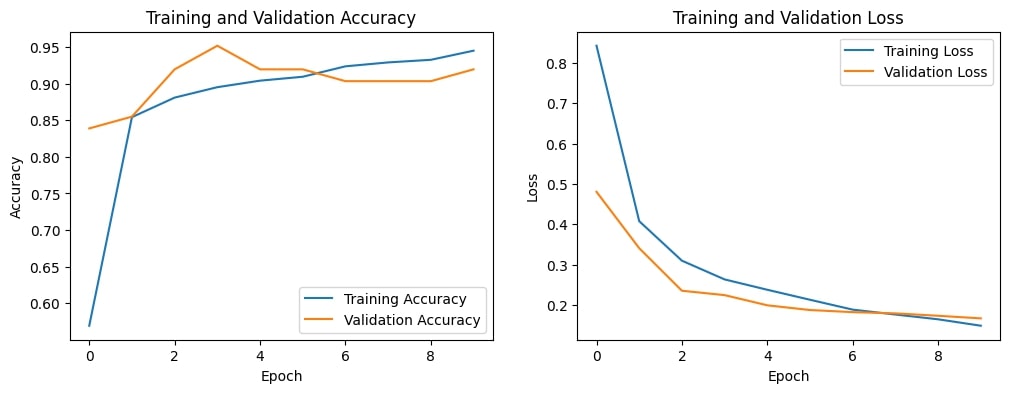 Training and Validation Accuracy
0.95
0.90
0.85
0.80
0.75
0.70
0.65
0.60
Accuracy
Training Accuracy
Validation Accuracy
0 2 4 6 8
Epoch
Training and Validation Loss
Training Loss
Validation Loss
0.8
0.7
0.6
0.5
0.4
0.3
0.2
Loss
0 2 4 6 8
Epoch